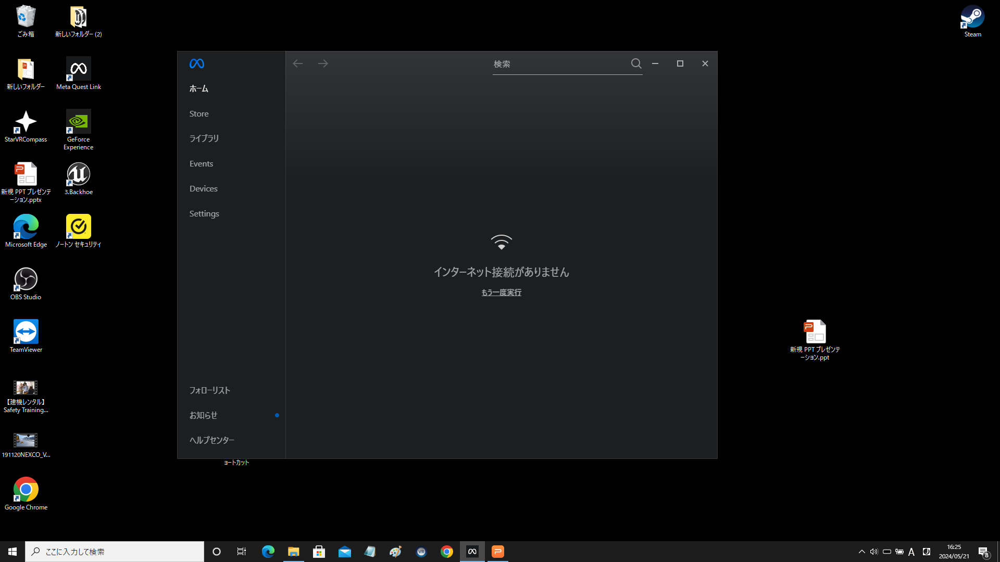 ごみ箱
新しいフォルダー (2)
Steam
新しいフォルダー
Meta Quest Link
StarVRCompass
GeForce
Experience
新規 PPT プレゼンテ
ーション.pptx
3.Backhoe
Microsoft Edge
ノートン セキュリティ
OBS Studio
TeamViewer
【建機レンタル】
Safety Training...
191120NEXCO_V...
Google Chrome
検索
ホーム
Store
ライブラリ
Events
Devices
Settings
インターネット接続がありません
もう一度実行
フォローリスト
お知らせ
ヘルプセンター
ョートカット
新規 PPT プレゼンテ
ーション.ppt
ここに入力して検索
VR
A
16:25
2024/05/21
8